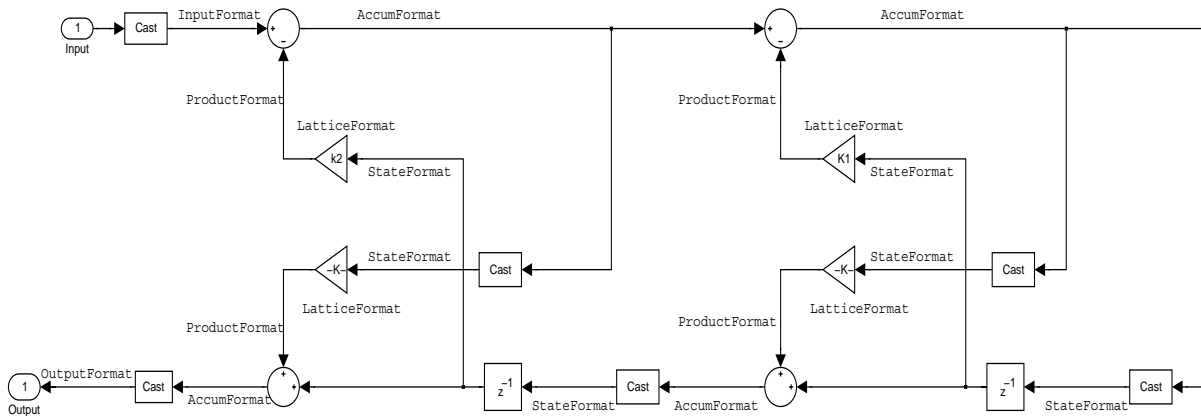 InputFormat
AccumFormat
AccumFormat
1
Cast
+
−
+
−
Input
ProductFormat
ProductFormat
LatticeFormat
LatticeFormat
k2
K1
StateFormat
StateFormat
StateFormat
StateFormat
−K−
Cast
−K−
Cast
LatticeFormat
LatticeFormat
ProductFormat
ProductFormat
OutputFormat
1
Cast
+
+
z−1
Cast
+
+
z−1
Cast
Output
AccumFormat
StateFormat
AccumFormat
StateFormat